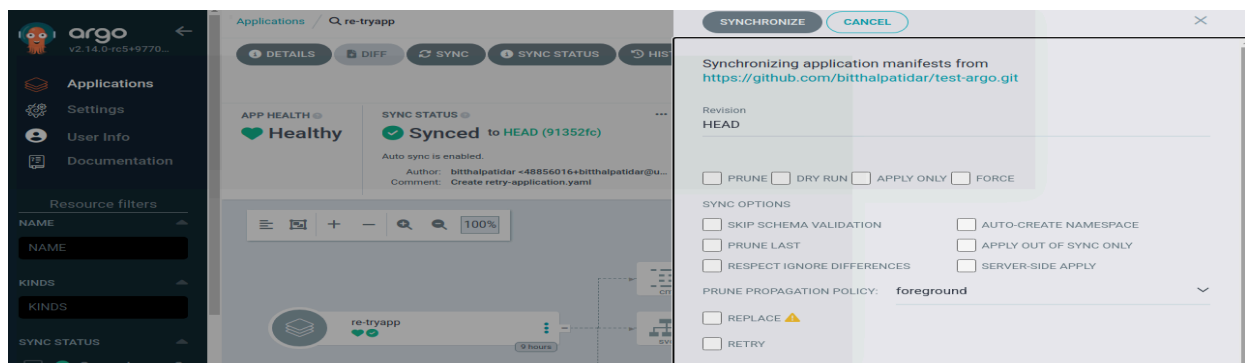 argo
v2.14.0-rc5+9770...
Applications
Settings
User Info
Documentation
Resource filters
NAME
NAME
KINDS
KINDS
SYNC STATUS
Applications / re-tryapp
DETAILS DIFF SYNC SYNC STATUS HIST
APP HEALTH
Healthy
SYNC STATUS
Synced to HEAD (91352fc)
Auto sync is enabled.
Author: bitthalpatidar <48856016+bitthalpatidar@u...
Comment: Create retry-application.yaml
100%
re-tryapp
9 hours
SYNCHRONIZE CANCEL
Synchronizing application manifests from
https://github.com/bitthalpatidar/test-argo.git
Revision
HEAD
PRUNE DRY RUN APPLY ONLY FORCE
SYNC OPTIONS
SKIP SCHEMA VALIDATION AUTO-CREATE NAMESPACE
PRUNE LAST APPLY OUT OF SYNC ONLY
RESPECT IGNORE DIFFERENCES SERVER-SIDE APPLY
PRUNE PROPAGATION POLICY: foreground
REPLACE
RETRY